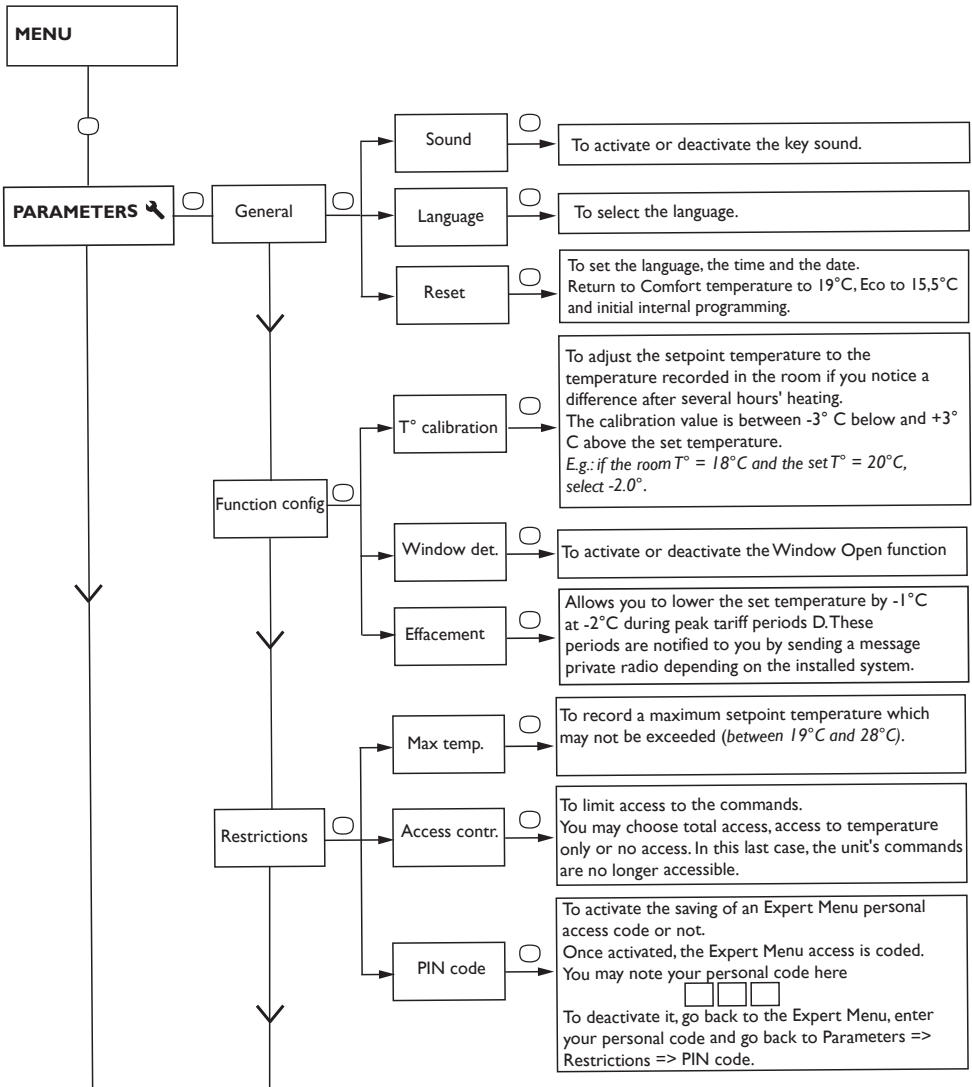 MENU
PARAMETERS
General
Sound
To activate or deactivate the key sound.
Language
To select the language.
Reset
To set the language, the time and the date.
Return to Comfort temperature to 19°C, Eco to 15,5°C
and initial internal programming.
Function config
T° calibration
To adjust the setpoint temperature to the
temperature recorded in the room if you notice a
difference after several hours' heating.
The calibration value is between -3° C below and +3°
C above the set temperature.
E.g.: if the room T° = 18°C and the set T° = 20°C,
select -2.0°.
Window det.
To activate or deactivate the Window Open function
Effacement
Allows you to lower the set temperature by -1°C
at -2°C during peak tariff periods D. These
periods are notified to you by sending a message
private radio depending on the installed system.
Restrictions
Max temp.
To record a maximum setpoint temperature which
may not be exceeded (between 19°C and 28°C).
Access contr.
To limit access to the commands.
You may choose total access, access to temperature
only or no access. In this last case, the unit's commands
are no longer accessible.
PIN code
To activate the saving of an Expert Menu personal
access code or not.
Once activated, the Expert Menu access is coded.
You may note your personal code here
To deactivate it, go back to the Expert Menu, enter
your personal code and go back to Parameters =>
Restrictions => PIN code.